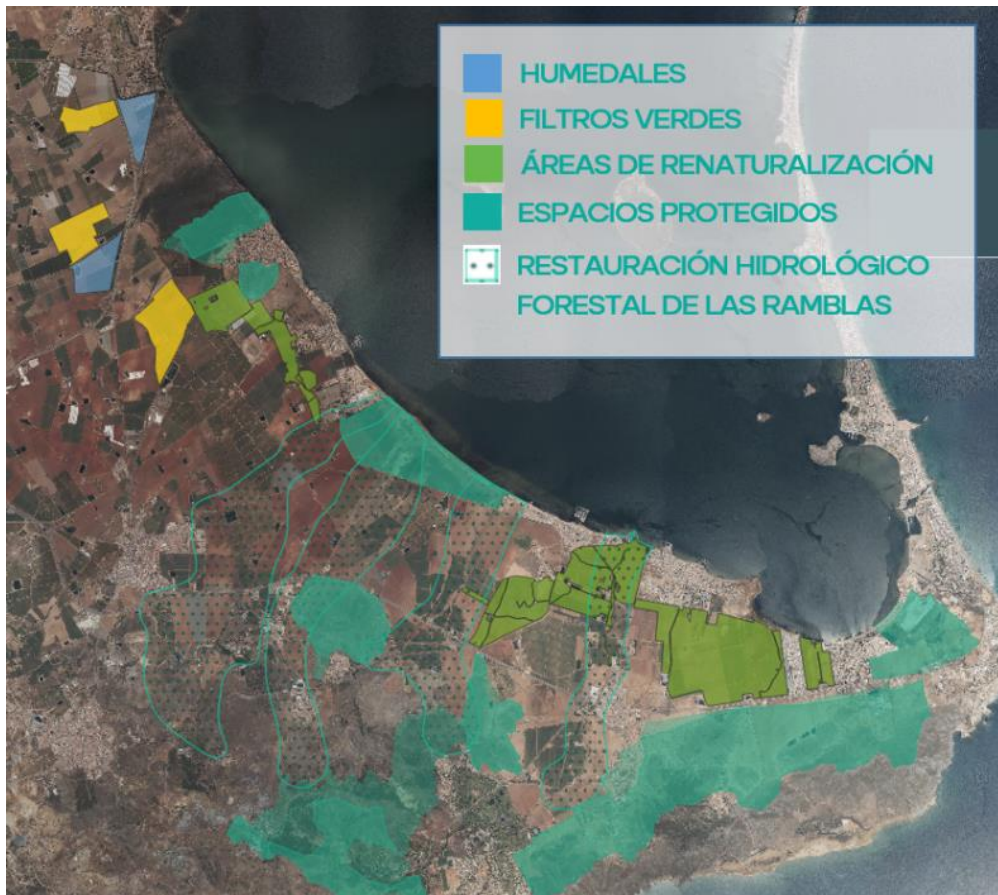 HUMEDALES
FILTROS VERDES
ÁREAS DE RENATURALIZACIÓN
ESPACIOS PROTEGIDOS
RESTAURACIÓN HIDROLÓGICO
FORESTAL DE LAS RAMBLAS